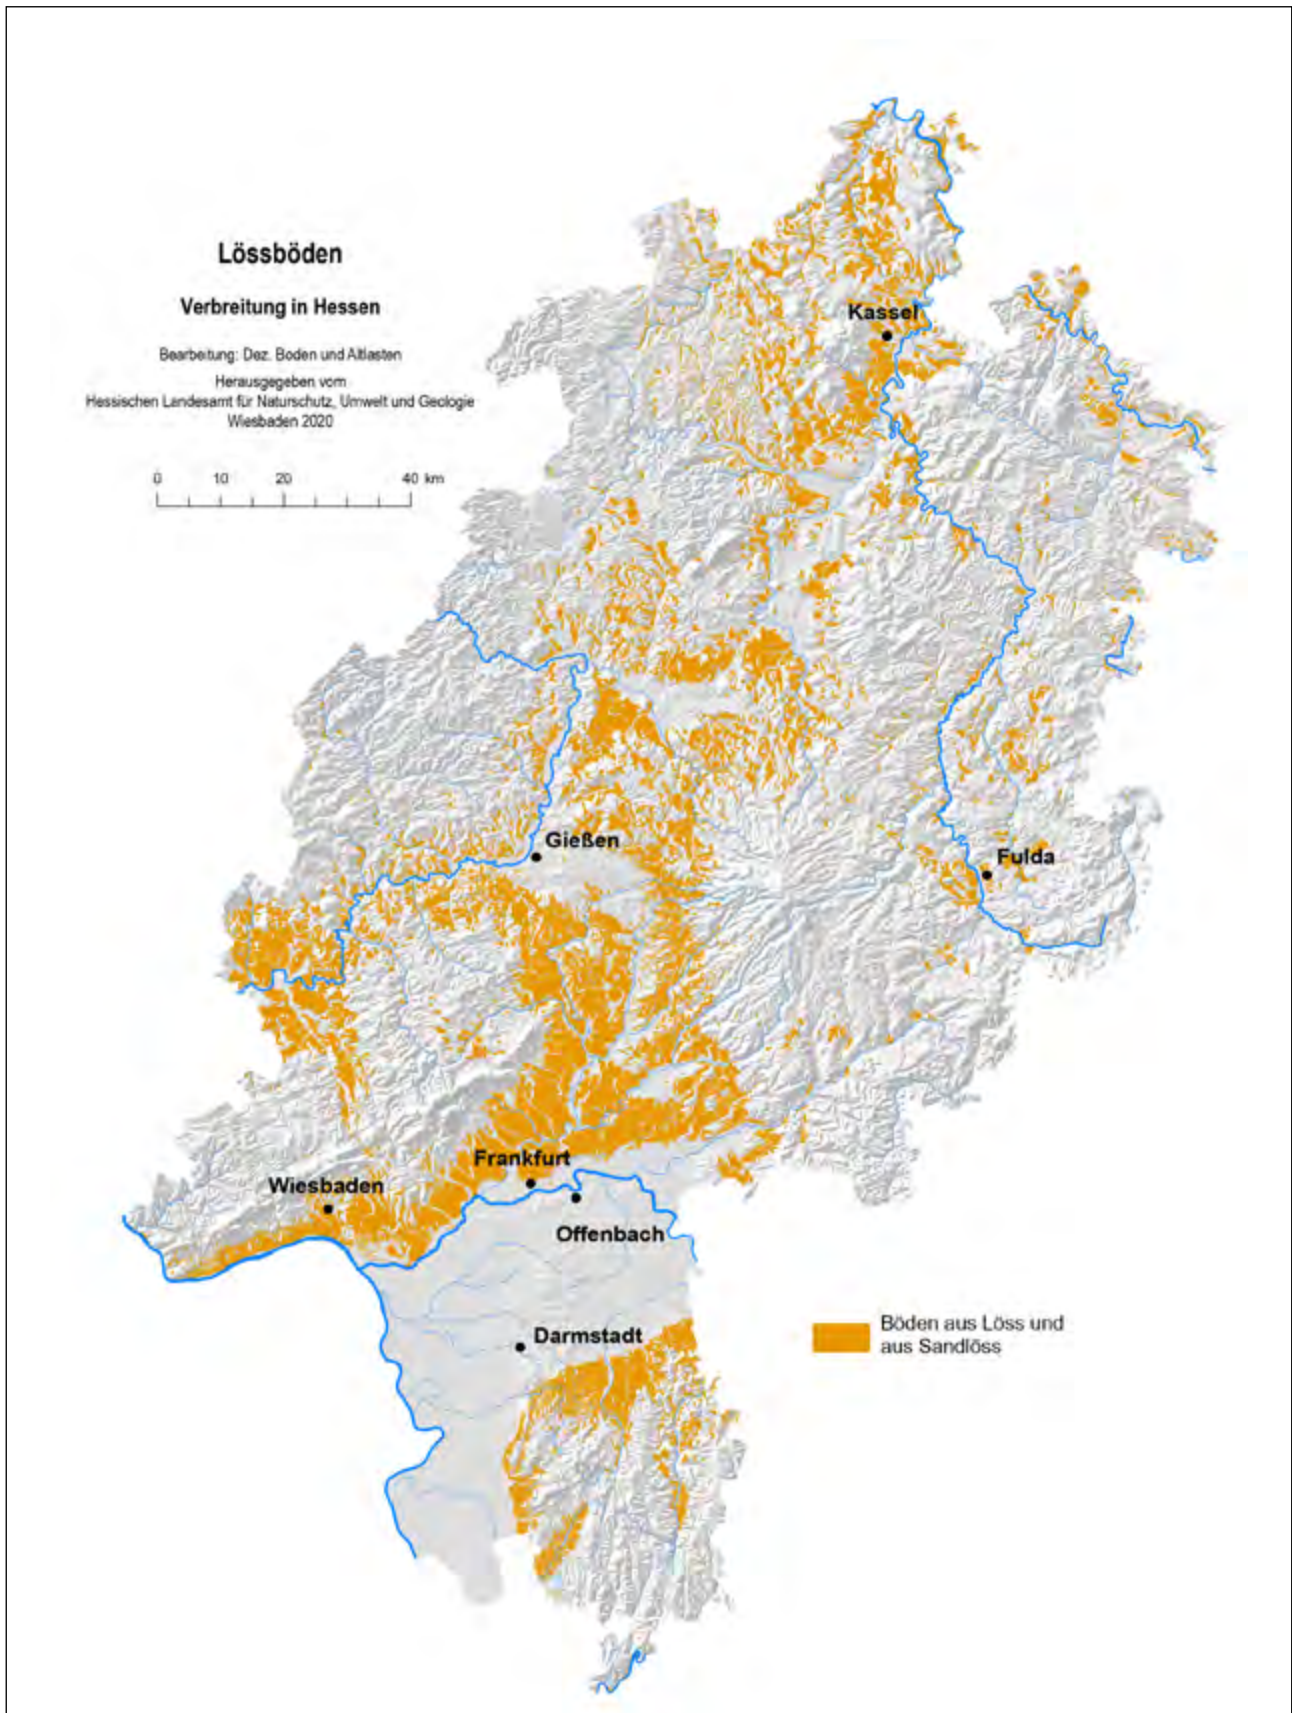 Lössböden
Verbreitung in Hessen
Bearbeitung: Dez. Boden und Altlasten
Herausgegeben vom
Hessischen Landesamt für Naturschutz, Umwelt und Geologie
Wiesbaden 2020
0 10 20 40 km
Kassel
Gießen
Fulda
Frankfurt
Wiesbaden
Offenbach
Böden aus Löss und
aus Sandlöss
Darmstadt